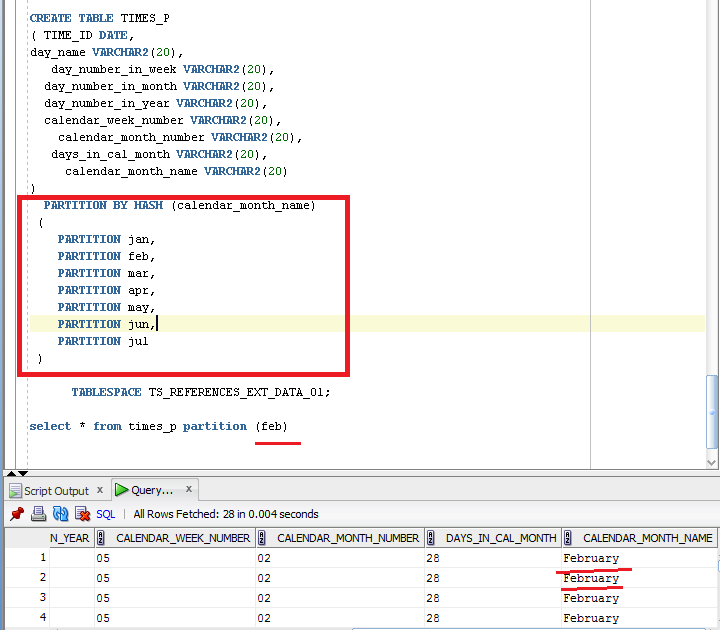 CREATE TABLE TIMES_P
( TIME_ID DATE,
day_name VARCHAR2(20),
day_number_in_week VARCHAR2(20),
day_number_in_month VARCHAR2(20),
day_number_in_year VARCHAR2(20),
calendar_week_number VARCHAR2(20),
calendar_month_number VARCHAR2(20),
days_in_cal_month VARCHAR2(20),
calendar_month_name VARCHAR2(20)
)
PARTITION BY HASH (calendar_month_name)
(
PARTITION jan,
PARTITION feb,
PARTITION mar,
PARTITION apr,
PARTITION may,
PARTITION jun,
PARTITION jul
)
TABLESPACE TS_REFERENCES_EXT_DATA_01;
select * from times_p partition (feb)
Script Output x Query... x
SQL | All Rows Fetched: 28 in 0.004 seconds
N_YEAR CALENDAR_WEEK_NUMBER CALENDAR_MONTH_NUMBER DAYS_IN_CAL_MONTH CALENDAR_MONTH_NAME
1 05 02 28 February
2 05 02 28 February
3 05 02 28 February
4 05 02 28 February